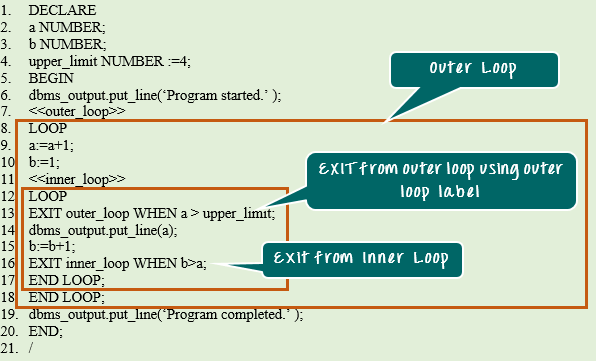 1. DECLARE
2. a NUMBER;
3. b NUMBER;
4. upper_limit NUMBER :=4;
5. BEGIN
6. dbms_output.put_line(‘Program started.’ );
7. <<outer_loop>>
8. LOOP
9. a:=a+1;
10 b:=1;
11 <<inner_loop>>
12 LOOP
13 EXIT outer_loop WHEN a > upper_limit;
14 dbms_output.put_line(a);
15 b:=b+1;
16 EXIT inner_loop WHEN b>a;
17 END LOOP;
18 END LOOP;
19. dbms_output.put_line(‘Program completed.’ );
20. END;
21. /
Outer Loop
EXIT from outer loop using outer
loop label
Exit from Inner Loop